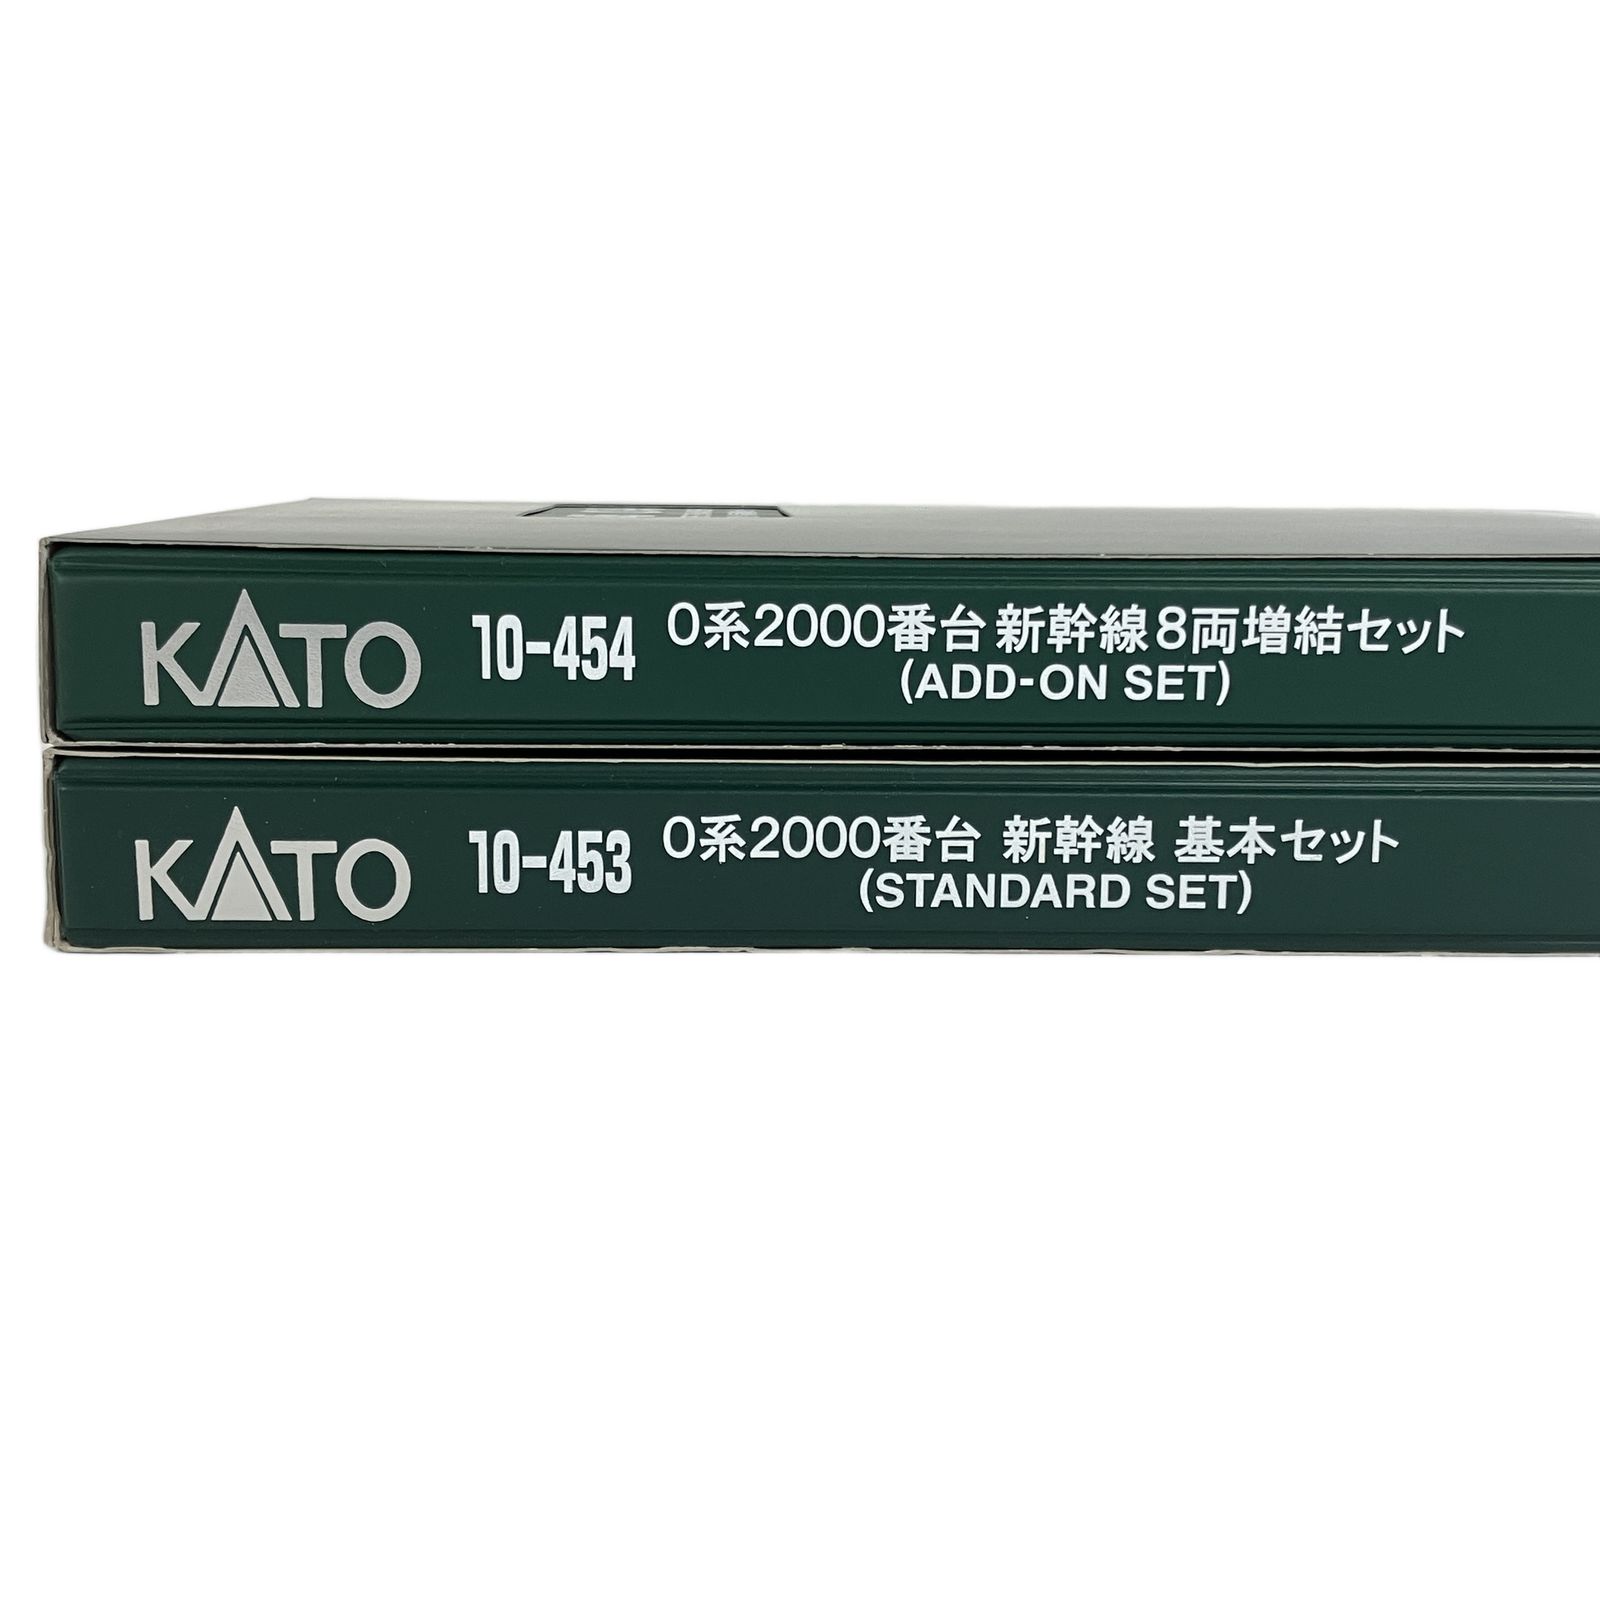 KATO 10-454 0系2000番台 新幹線8両増結セット
(ADD-ON SET)
KATO 10-453 0系2000番台 新幹線 基本セット
(STANDARD SET)